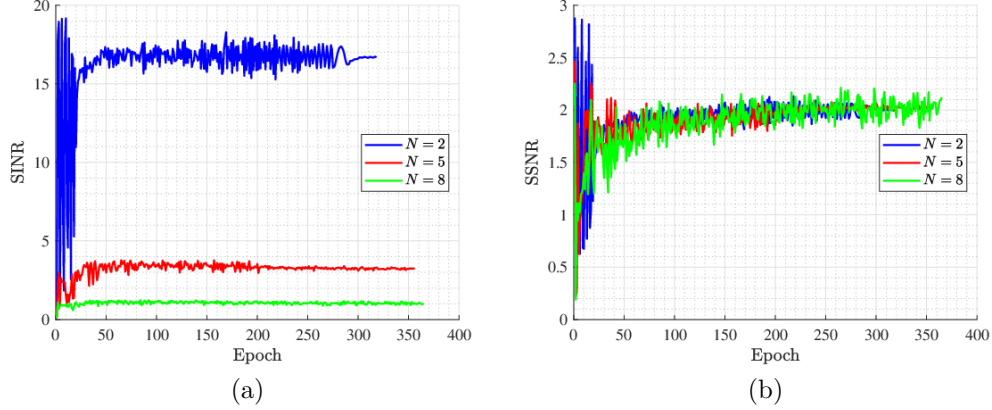 20
15
10
5
0
SINR
N = 2
N = 5
N = 8
0 50 100 150 200 250 300 350 400
Epoch
(a)
3
2.5
2
1.5
1
0.5
0
SSNR
N = 2
N = 5
N = 8
0 50 100 150 200 250 300 350 400
Epoch
(b)